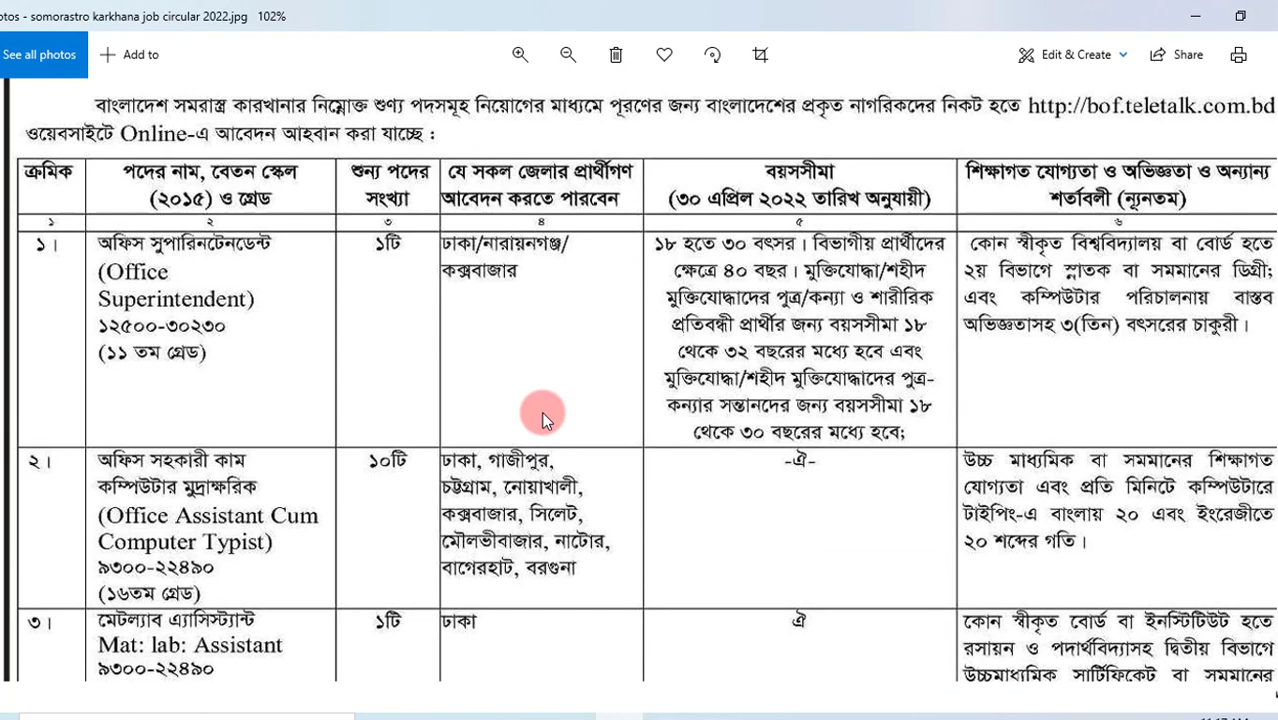 otos - somorastro karkhana job circular 2022.jpg 102%
See all photos
Add to
Edit & Create
Share
বাংলাদেশ সমরাস্ত্র কারখানার নিম্নোক্ত শুণ্য পদসমূহ নিয়োগের মাধ্যমে পূরণের জন্য বাংলাদেশের প্রকৃত নাগরিকদের নিকট হতে http://bof.teletalk.com.bd
ওয়েবসাইটে Online-এ আবেদন আহবান করা যাচ্ছে :
ক্রমিক
পদের নাম, বেতন স্কেল
(২০১৫) ও গ্রেড
শুন্য পদের
সংখ্যা
যে সকল জেলার প্রার্থীগণ
আবেদন করতে পারবেন
বয়সসীমা
(৩০ এপ্রিল ২০২২ তারিখ অনুযায়ী)
শিক্ষাগত যোগ্যতা ও অভিজ্ঞতা ও অন্যান্য
শর্তাবলী (ন্যূনতম)
১ ২ ৩ ৪ ৫ ৬
১।
অফিস সুপারিনটেনডেন্ট
(Office
Superintendent)
১২৫০০-৩০২৩০
(১১ তম গ্রেড)
১টি
ঢাকা/নারায়নগঞ্জ/
কক্সবাজার
১৮ হতে ৩০ বৎসর। বিভাগীয় প্রার্থীদের
ক্ষেত্রে ৪০ বছর। মুক্তিযোদ্ধা/শহীদ
মুক্তিযোদ্ধাদের পুত্র/কন্যা ও শারীরিক
প্রতিবন্ধী প্রার্থীর জন্য বয়সসীমা ১৮
থেকে ৩২ বছরের মধ্যে হবে এবং
মুক্তিযোদ্ধা/শহীদ মুক্তিযোদ্ধাদের পুত্র-
কন্যার সন্তানদের জন্য বয়সসীমা ১৮
থেকে ৩০ বছরের মধ্যে হবে;
কোন স্বীকৃত বিশ্ববিদ্যালয় বা বোর্ড হতে
২য় বিভাগে স্নাতক বা সমমানের ডিগ্রী;
এবং কম্পিউটার পরিচালনায় বাস্তব
অভিজ্ঞতাসহ ৩(তিন) বৎসরের চাকুরী।
২।
অফিস সহকারী কাম
কম্পিউটার মুদ্রাক্ষরিক
(Office Assistant Cum
Computer Typist)
৯৩০০-২২৪৯০
(১৬তম গ্রেড)
১০টি
ঢাকা, গাজীপুর,
চট্টগ্রাম, নোয়াখালী,
কক্সবাজার, সিলেট,
মৌলভীবাজার, নাটোর,
বাগেরহাট, বরগুনা
-ঐ-
উচ্চ মাধ্যমিক বা সমমানের শিক্ষাগত
যোগ্যতা এবং প্রতি মিনিটে কম্পিউটারে
টাইপিং-এ বাংলায় ২০ এবং ইংরেজীতে
২০ শব্দের গতি।
৩।
মেটল্যাব এ্যাসিস্ট্যান্ট
Mat: lab: Assistant
৯৩০০-২২৪৯০
১টি
ঢাকা
ঐ
কোন স্বীকৃত বোর্ড বা ইনস্টিটিউট হতে
রসায়ন ও পদার্থবিদ্যাসহ দ্বিতীয় বিভাগে
উচ্চমাধ্যমিক সার্টিফিকেট বা সমমানের